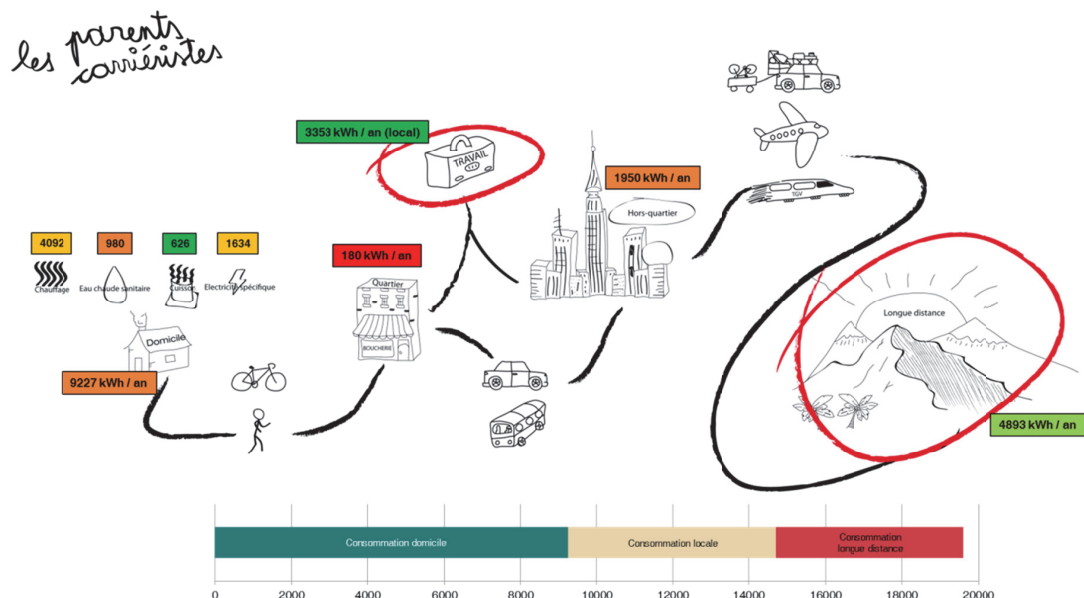 les parents
carriéristes
3353 kWh / an (local)
TRAVAIL
1950 kWh / an
Hors-quartier
TGV
4092
980
626
1634
Chauffage
Eau chaude sanitaire
Cuisson
Electricité spécifique
180 kWh / an
Quartier
BOUCHERIE
Domicile
9227 kWh / an
Longue distance
4893 kWh / an
Consommation domicile
Consommation locale
Consommation
longue distance
0
2000
4000
6000
8000
10000
12000
14000
16000
18000
20000